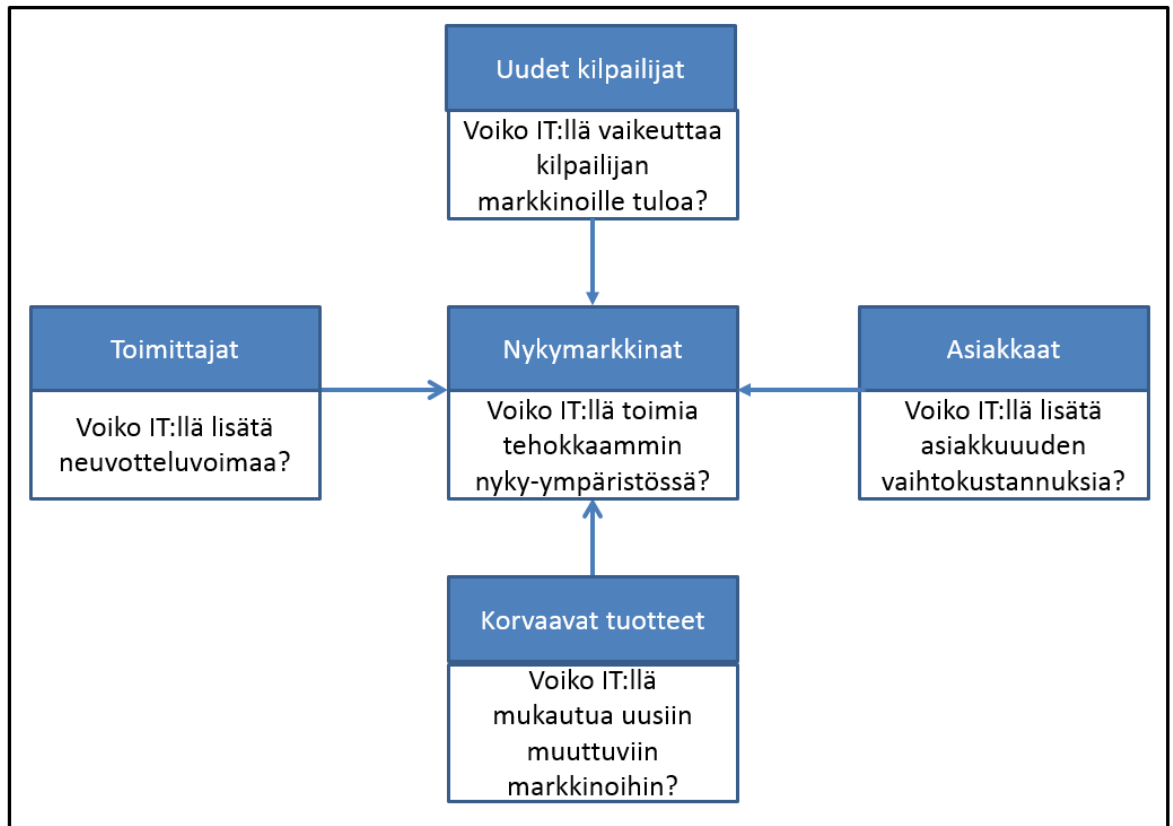 Uudet kilpailijat
Voiko IT:llä vaikeuttaa
kilpailijan
markkinoille tuloa?
Toimittajat
Voiko IT:llä lisätä
neuvotteluvoimaa?
Nykymarkkinat
Voiko IT:llä toimia
tehokkaammin
nyky-ympäristössä?
Asiakkaat
Voiko IT:llä lisätä
asiakkuuuden
vaihtokustannuksia?
Korvaavat tuotteet
Voiko IT:llä
mukautua uusiin
muuttuviin
markkinoihin?